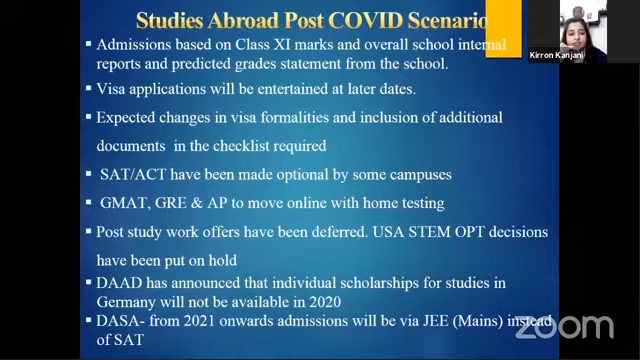 Studies Abroad Post COVID Scenario
Admissions based on Class XI marks and overall school internal
reports and predicted grades statement from the school.
Visa applications will be entertained at later dates.
Expected changes in visa formalities and inclusion of additional
documents in the checklist required
SAT/ACT have been made optional by some campuses
GMAT, GRE & AP to move online with home testing
Post study work offers have been deferred. USA STEM OPT decisions
have been put on hold
DAAD has announced that individual scholarships for studies in
Germany will not be available in 2020
DASA- from 2021 onwards admissions will be via JEE (Mains) instead
of SAT
Kirron Kanjani
zoom